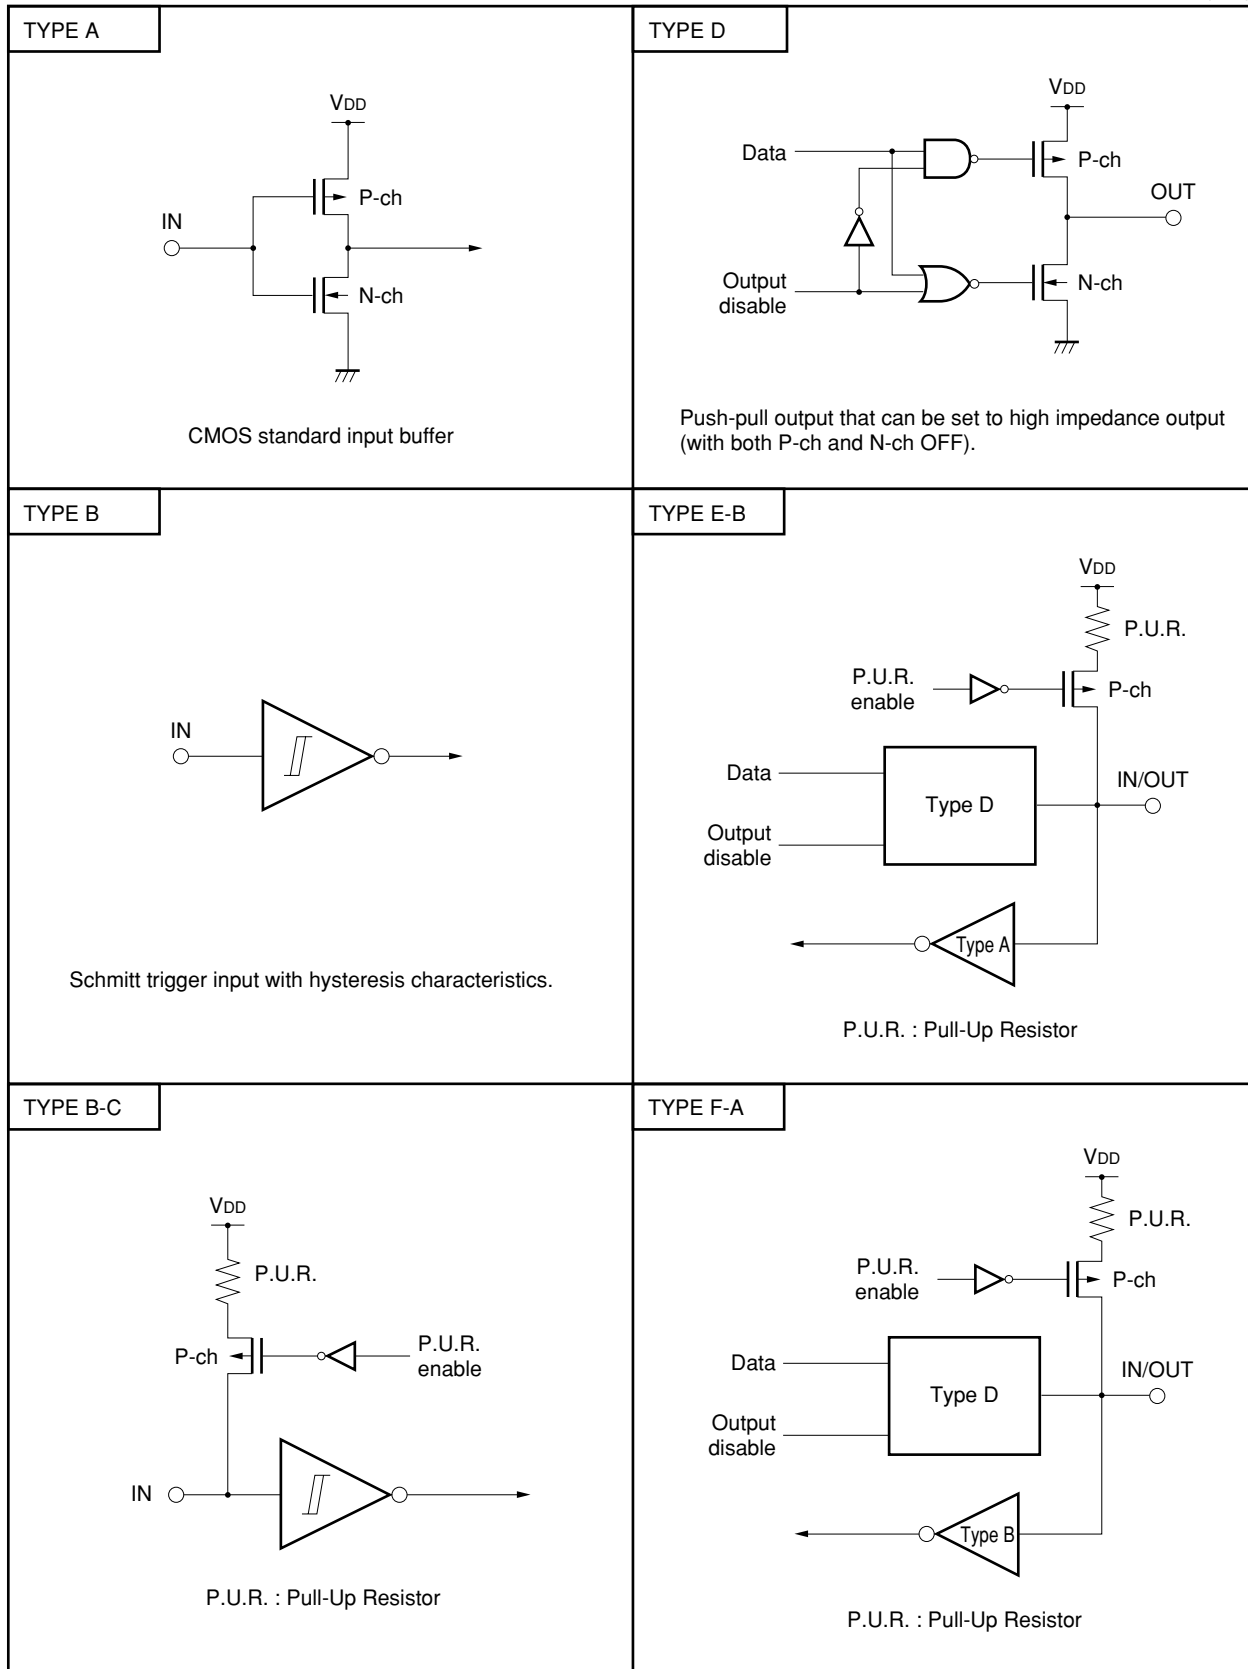 TYPE A
VDD
P-ch
IN
N-ch
CMOS standard input buffer
TYPE D
VDD
Data
P-ch
OUT
Output
disable
N-ch
Push-pull output that can be set to high impedance output
(with both P-ch and N-ch OFF).
TYPE B
IN
Schmitt trigger input with hysteresis characteristics.
TYPE E-B
VDD
P.U.R.
P.U.R.
enable
P-ch
Data
Type D
IN/OUT
Output
disable
Type A
P.U.R. : Pull-Up Resistor
TYPE B-C
VDD
P.U.R.
P-ch
P.U.R.
enable
IN
P.U.R. : Pull-Up Resistor
TYPE F-A
VDD
P.U.R.
P.U.R.
enable
P-ch
Data
Type D
IN/OUT
Output
disable
Type B
P.U.R. : Pull-Up Resistor